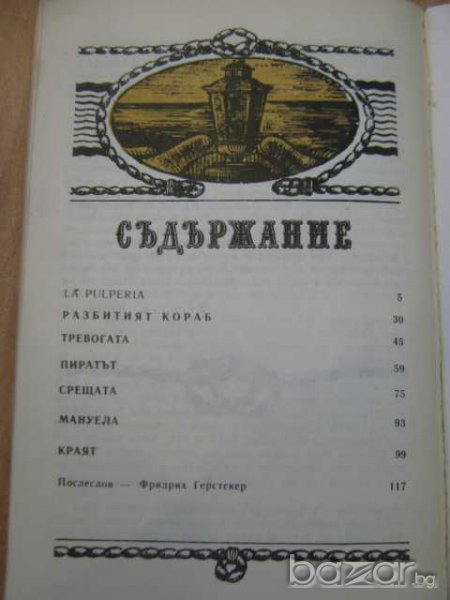 СЪДЪРЖАНИЕ
LA PULPERIA 5
РАЗБИТИЯТ КОРАБ 30
ТРЕВОГАТА 45
ПИРАТЪТ 59
СРЕЩАТА 75
МАНУЕЛА 93
КРАЯТ 99
Послеслов — Фридрих Герстекер 117
bazar.бг